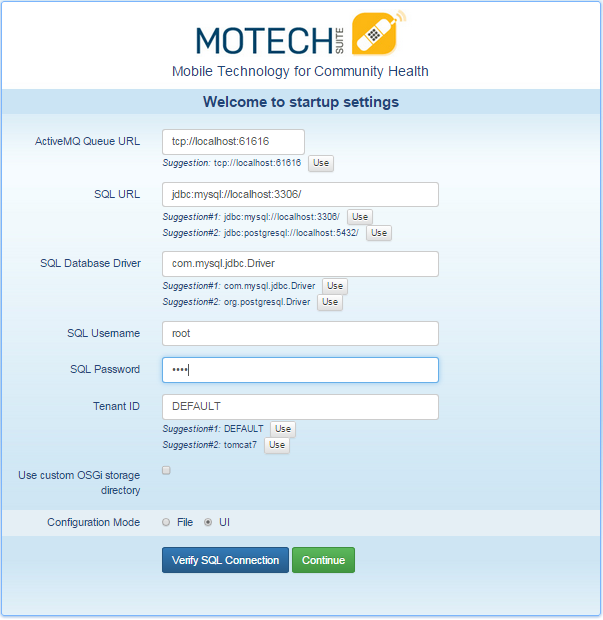 MOTECH SUITE
Mobile Technology for Community Health
Welcome to startup settings
ActiveMQ Queue URL
tcp://localhost:61616
Suggestion: tcp://localhost:61616 Use
SQL URL
jdbc:mysql://localhost:3306/
Suggestion#1: jdbc:mysql://localhost:3306/ Use
Suggestion#2: jdbc:postgresql://localhost:5432/ Use
SQL Database Driver
com.mysql.jdbc.Driver
Suggestion#1: com.mysql.jdbc.Driver Use
Suggestion#2: org.postgresql.Driver Use
SQL Username
root
SQL Password
••••
Tenant ID
DEFAULT
Suggestion#1: DEFAULT Use
Suggestion#2: tomcat7 Use
Use custom OSGi storage
directory
Configuration Mode File UI
Verify SQL Connection Continue